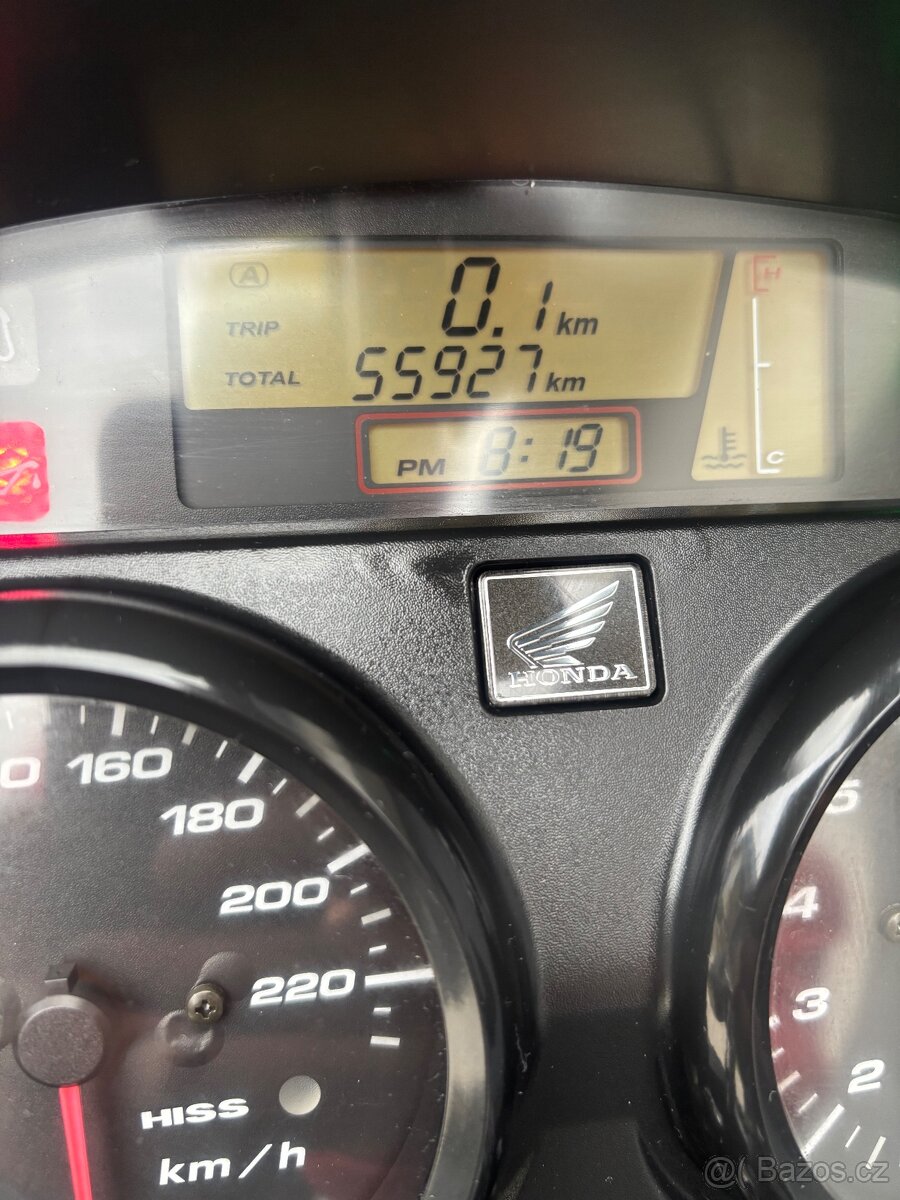 A
TRIP 0.1 km
TOTAL 55927 km
PM 8:19
H
C
HONDA
160
180
200
220
HISS
km/h
5
4
3
2
@( Bazos.cz